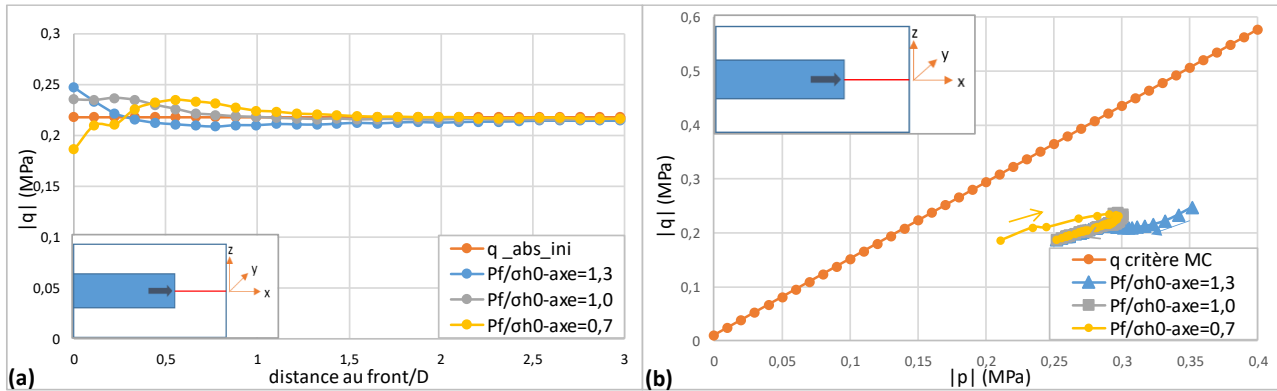 0,3
0,25
0,2
0,15
0,1
0,05
0
|q| (MPa)
z
y
x
q _abs_ini
Pf/σh0-axe=1,3
Pf/σh0-axe=1,0
Pf/σh0-axe=0,7
0 0,5 1 1,5 2 2,5 3
(a)
distance au front/D
0,6
0,5
0,4
0,3
0,2
0,1
0
|q| (MPa)
z
y
x
q critère MC
Pf/σh0-axe=1,3
Pf/σh0-axe=1,0
Pf/σh0-axe=0,7
0 0,05 0,1 0,15 0,2 0,25 0,3 0,35 0,4
(b)
|p| (MPa)